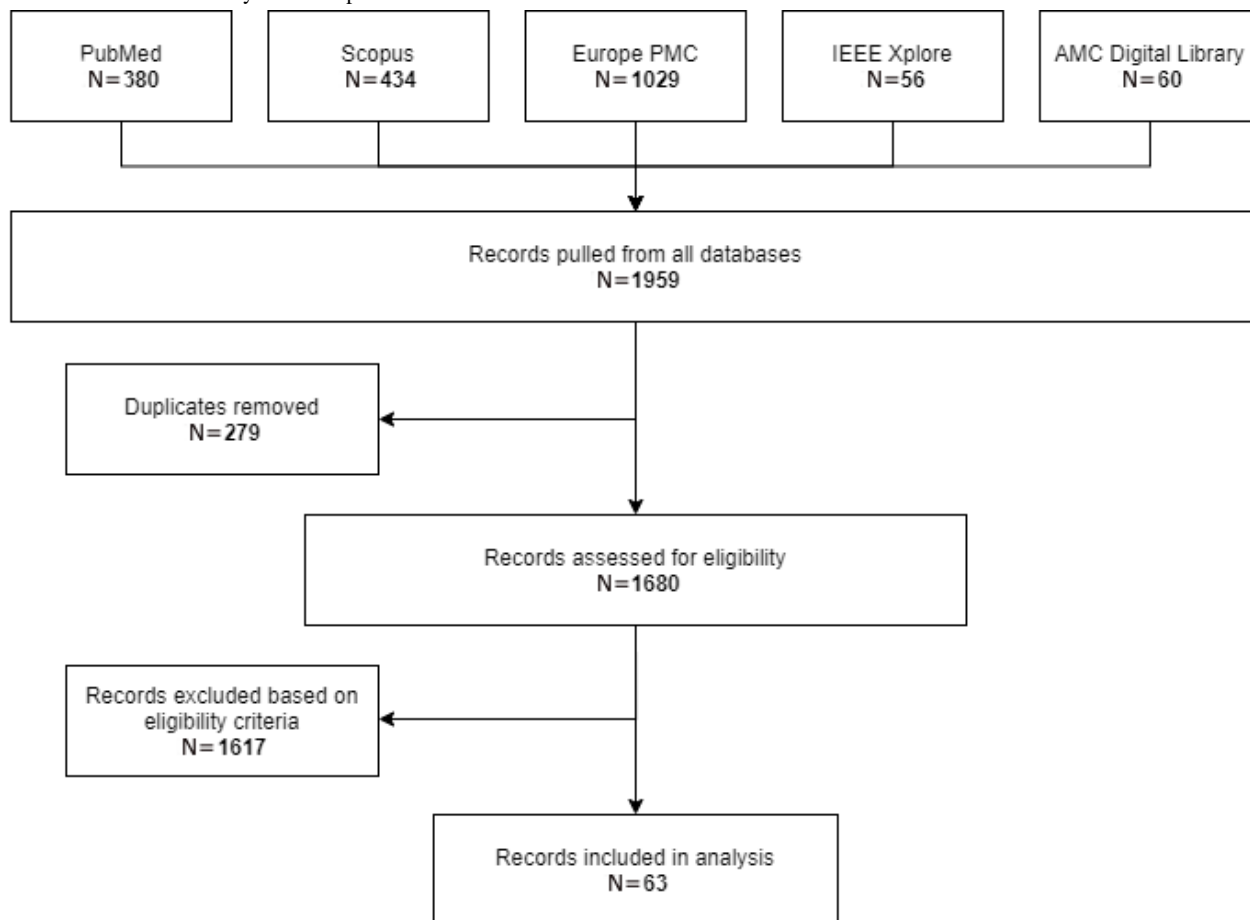 PubMed
N=380
Scopus
N=434
Europe PMC
N=1029
IEEE Xplore
N=56
AMC Digital Library
N=60
Records pulled from all databases
N=1959
Duplicates removed
N=279
Records assessed for eligibility
N=1680
Records excluded based on
eligibility criteria
N=1617
Records included in analysis
N=63